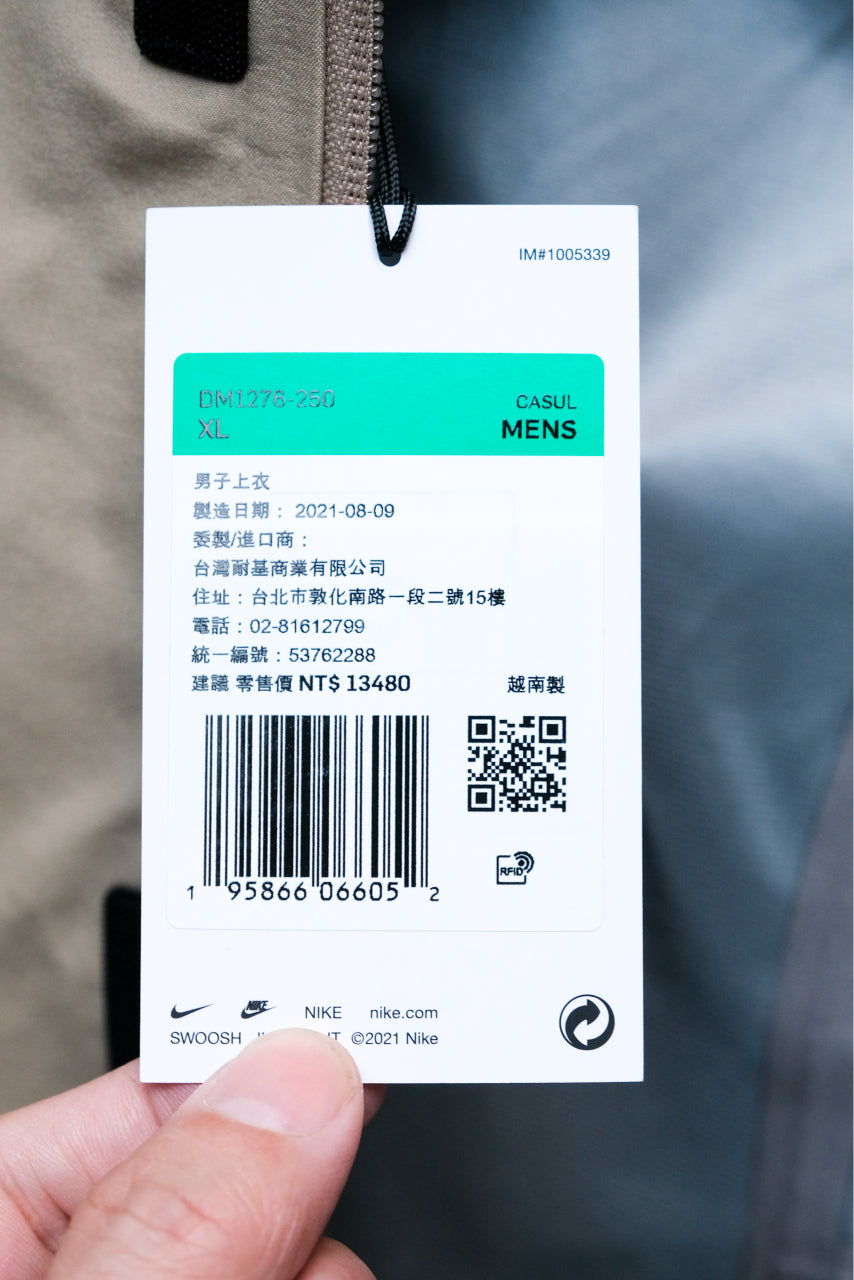 IM#1005339
DM1276-250
CASUL
XL
MENS
男子上衣
製造日期： 2021-08-09
委製/進口商：
台灣耐基商業有限公司
住址：台北市敦化南路一段二號15樓
電話：02-81612799
統一編號：53762288
建議 零售價 NT$ 13480
越南製
RFID
1 95866 06605 2
NIKE
NIKE
nike.com
SWOOSH
©2021 Nike